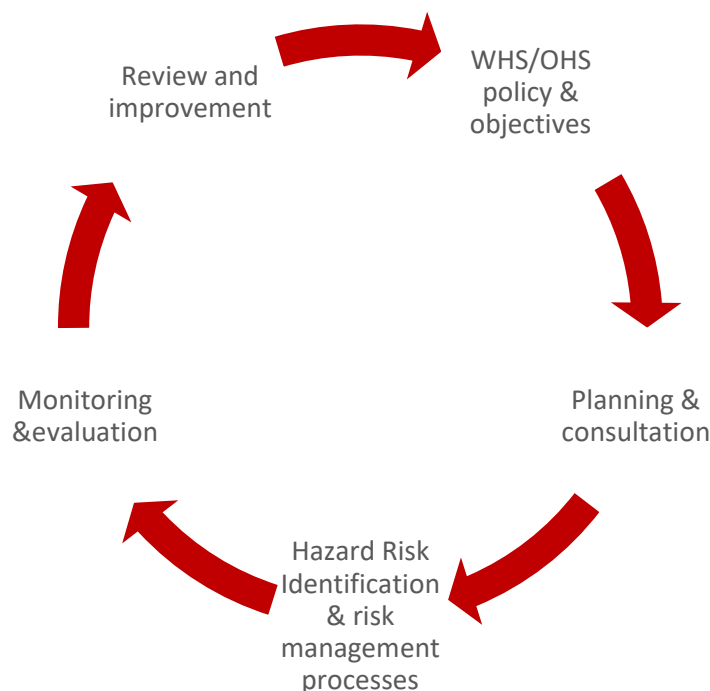 Review and
improvement
WHS/OHS
policy &
objectives
Planning &
consultation
Hazard Risk
Identification
& risk
management
processes
Monitoring
&evaluation